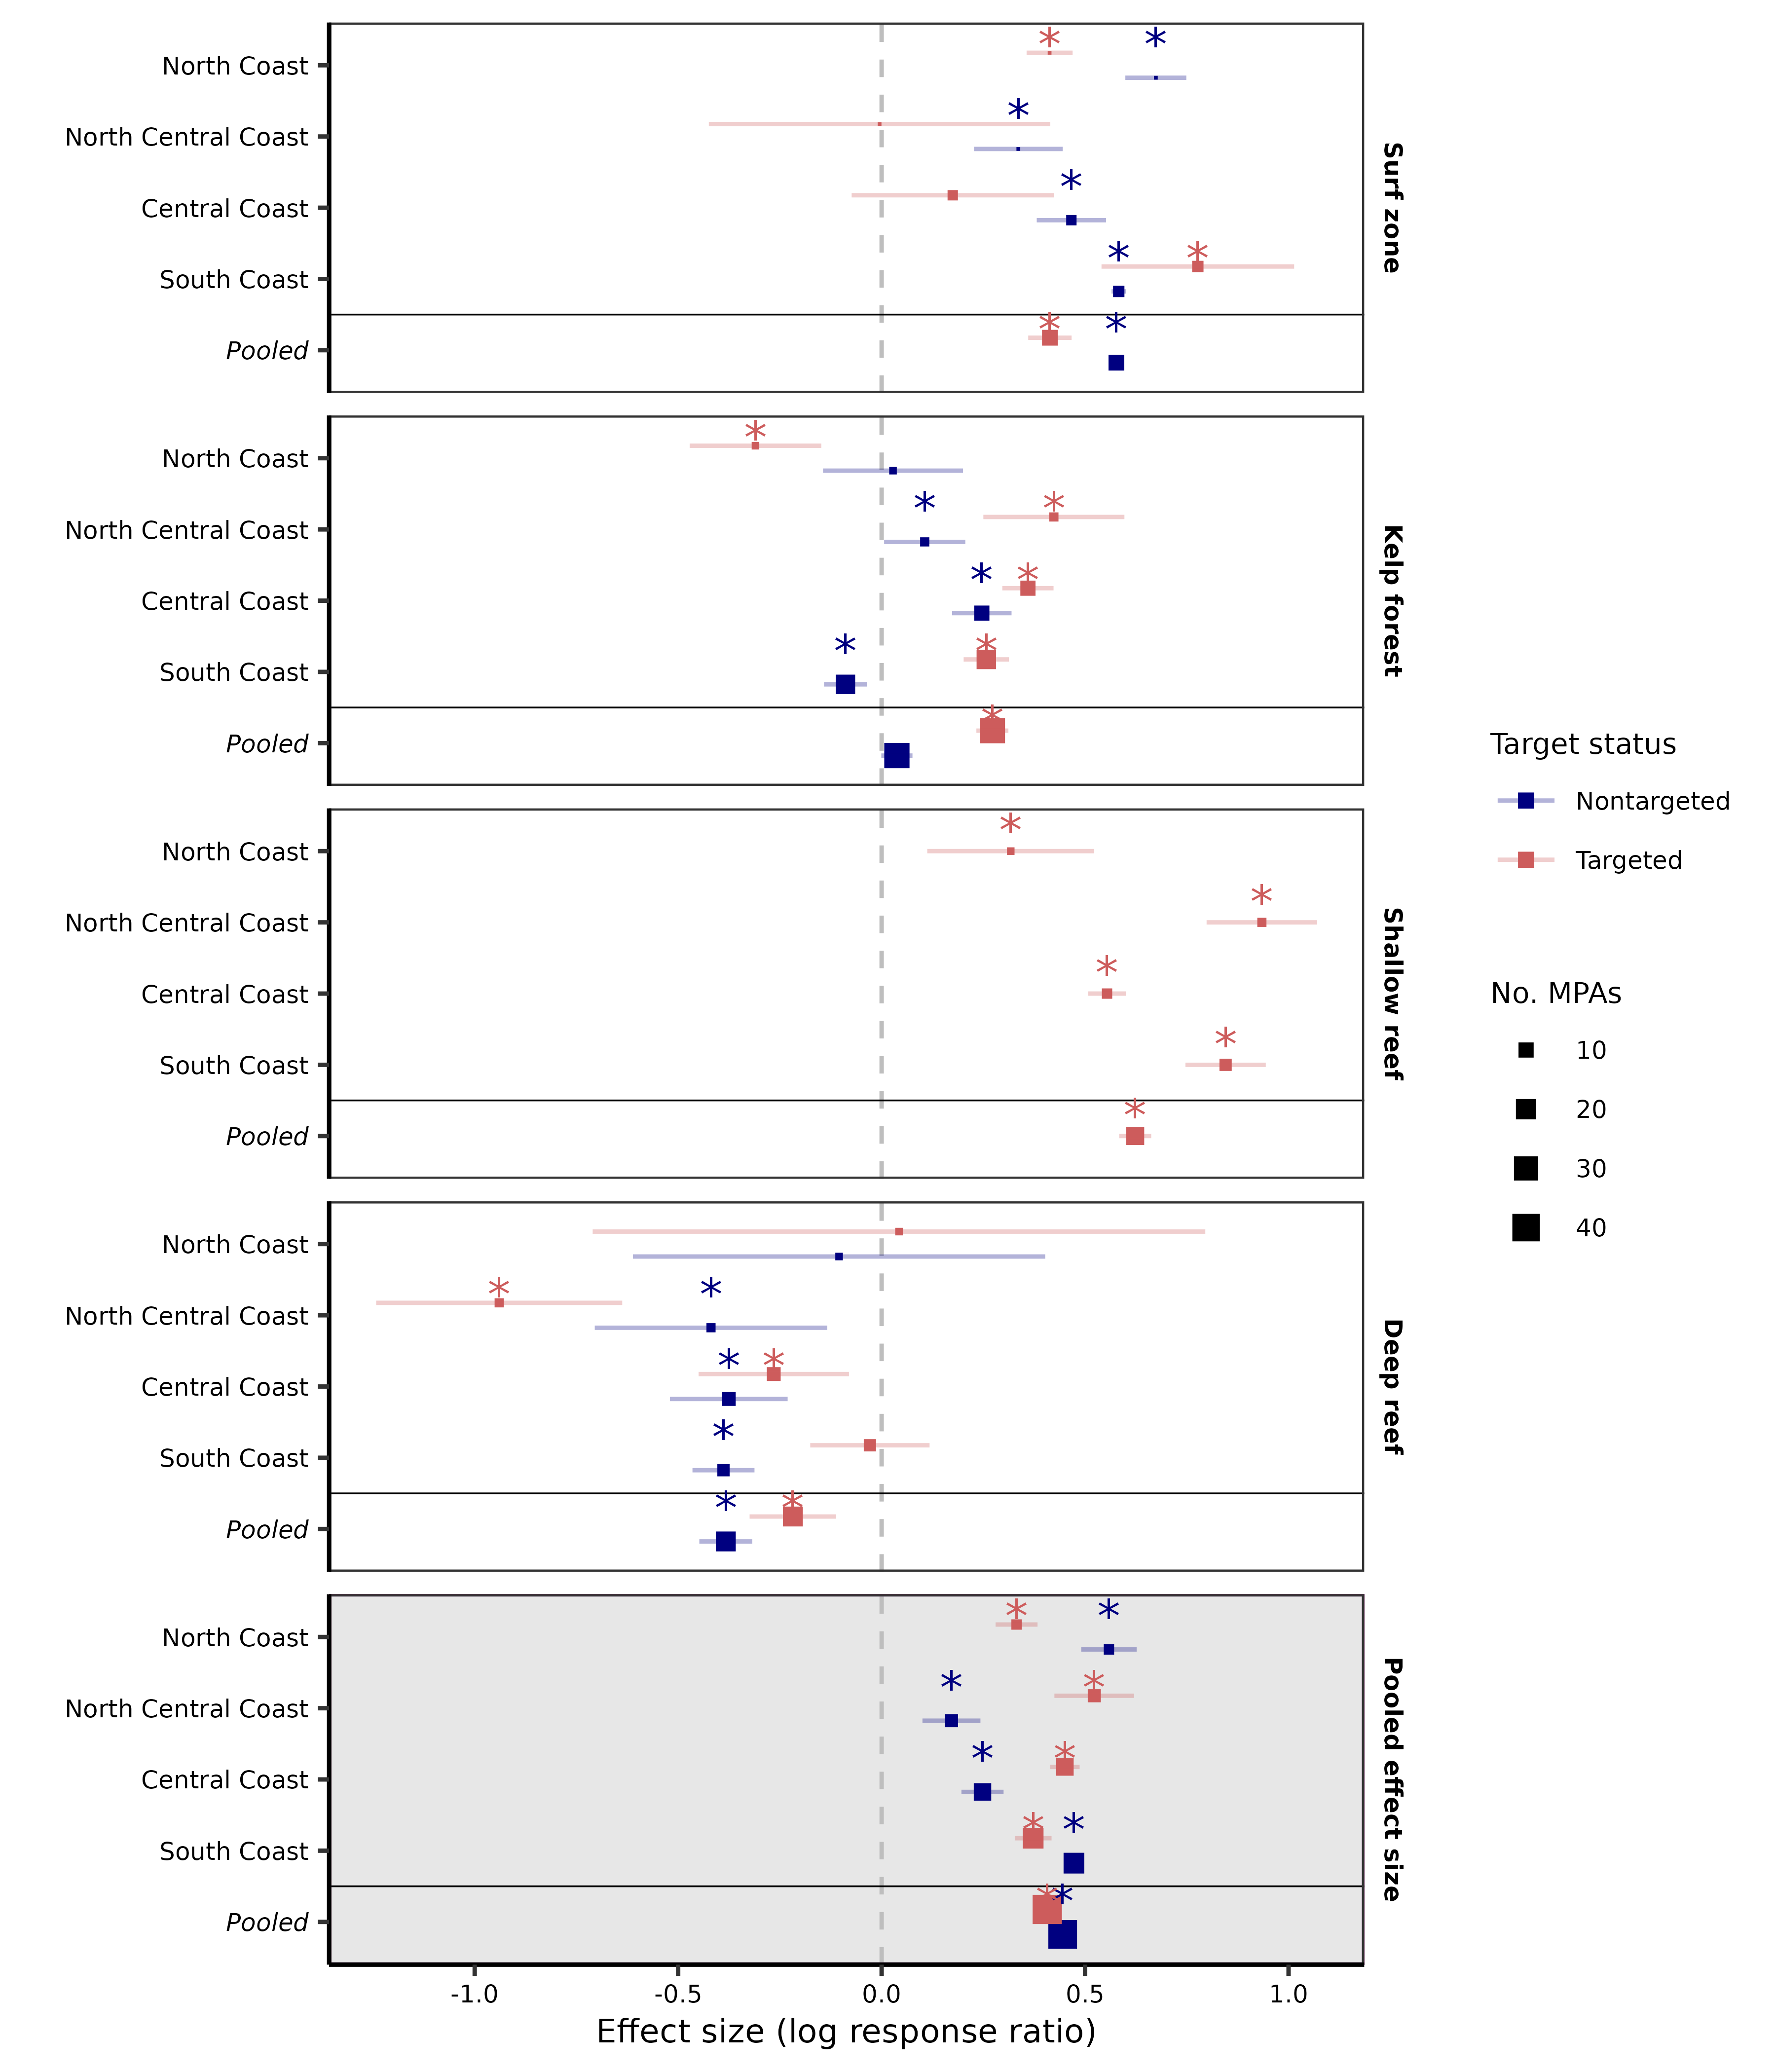 North Coast
North Central Coast
Central Coast
South Coast
Pooled
Surf zone
North Coast
North Central Coast
Central Coast
South Coast
Pooled
Kelp forest
North Coast
North Central Coast
Central Coast
South Coast
Pooled
Shallow reef
North Coast
North Central Coast
Central Coast
South Coast
Pooled
Deep reef
North Coast
North Central Coast
Central Coast
South Coast
Pooled
Pooled effect size
-1.0 -0.5 0.0 0.5 1.0
Effect size (log response ratio)
Target status
Nontargeted
Targeted
No. MPAs
10
20
30
40